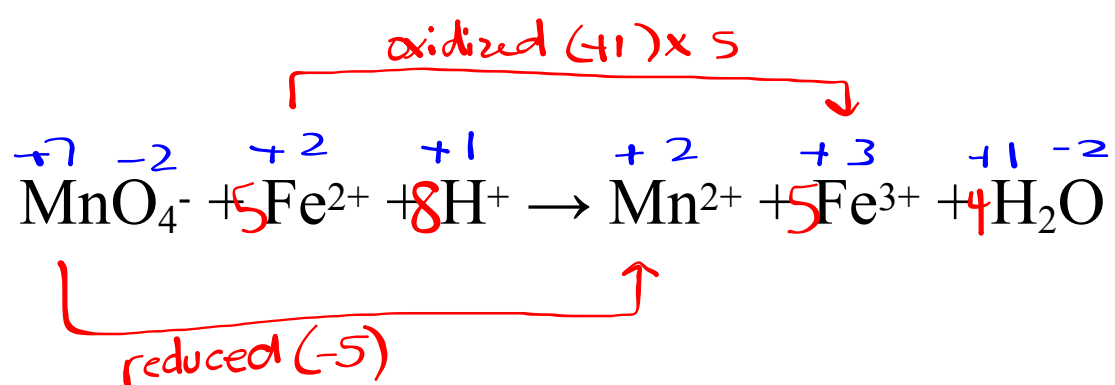 oxidized (+1) x 5
+7 -2 +2 +1 +2 +3 +1 -2
MnO₄⁻ + 5Fe²⁺ + 8H⁺ → Mn²⁺ + 5Fe³⁺ + 4H₂O
reduced (-5)